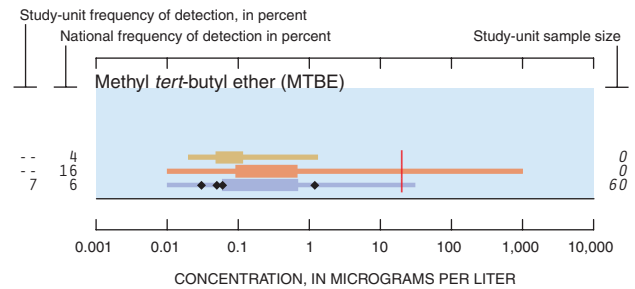 Study-unit frequency of detection, in percent
National frequency of detection in percent Study-unit sample size
Methyl tert-butyl ether (MTBE)
-- 4 0
-- 16 0
7 6 60
0.001 0.01 0.1 1 10 100 1,000 10,000
CONCENTRATION, IN MICROGRAMS PER LITER